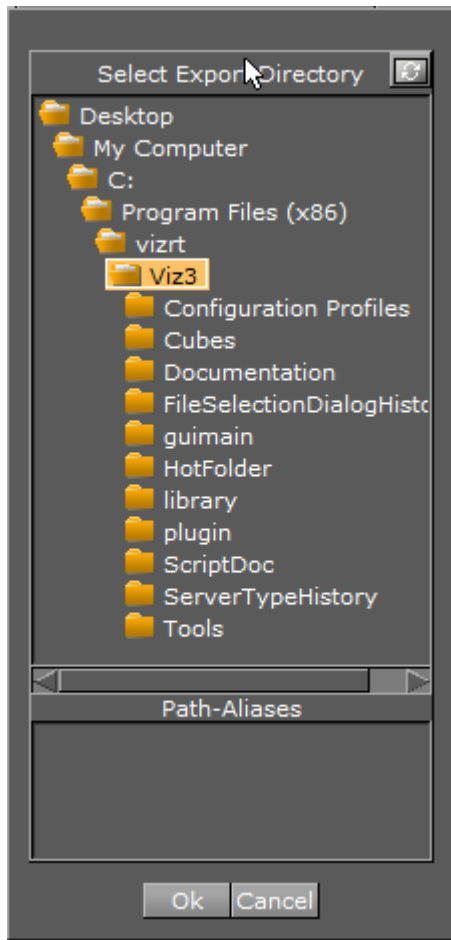 Select Export Directory
Desktop
My Computer
C:
Program Files (x86)
vizrt
Viz3
Configuration Profiles
Cubes
Documentation
FileSelectionDialogHisto
guimain
HotFolder
library
plugin
ScriptDoc
ServerTypeHistory
Tools
Path-Aliases
Ok Cancel